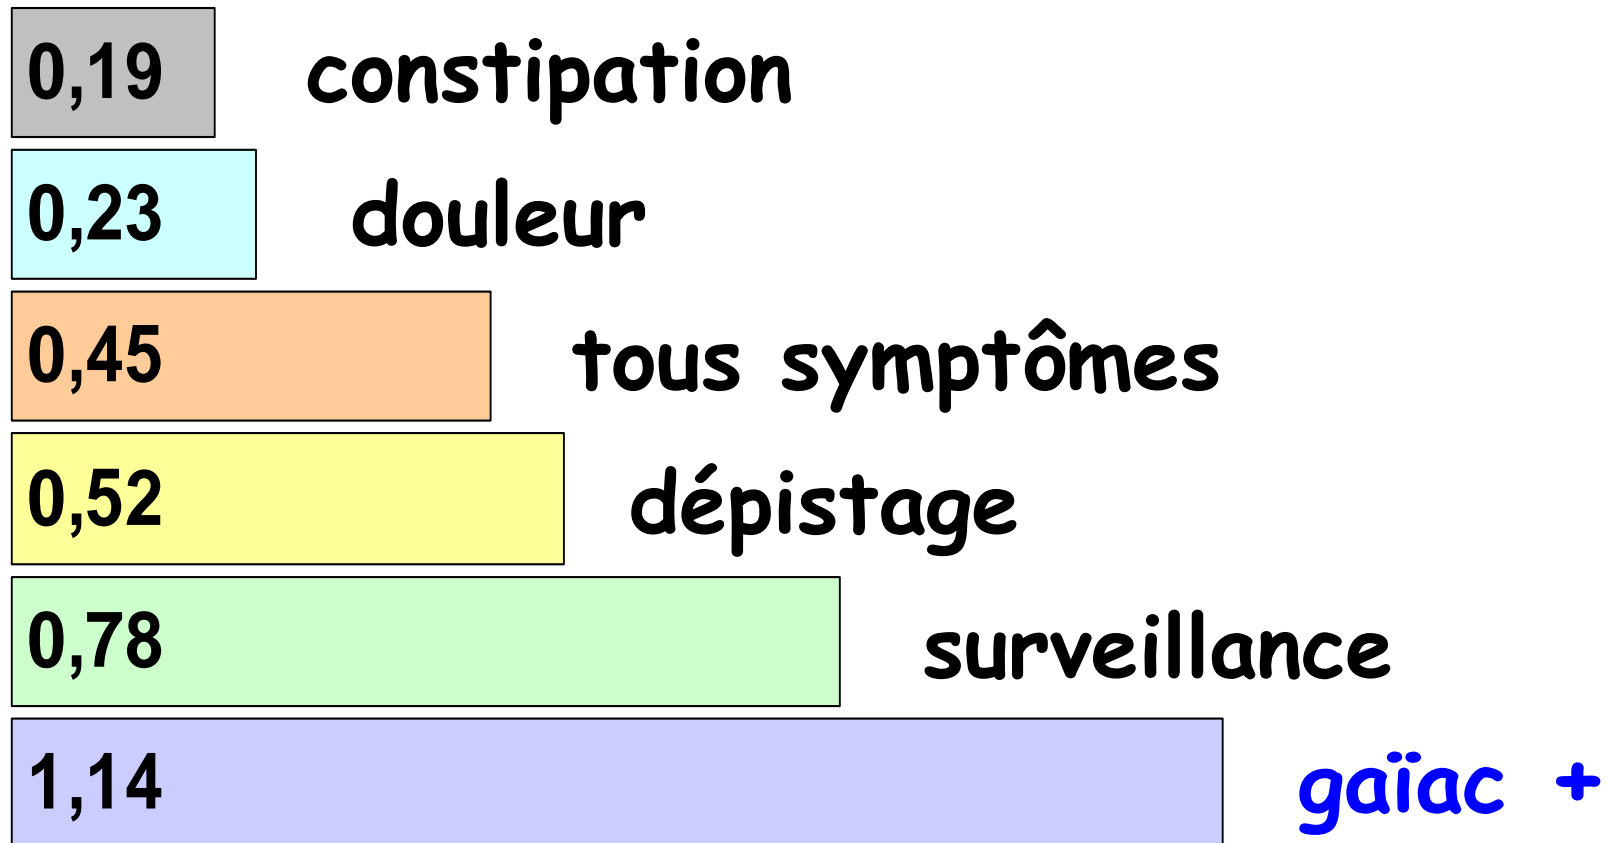 0,19 constipation
0,23 douleur
0,45 tous symptômes
0,52 dépistage
0,78 surveillance
1,14 gaïac +